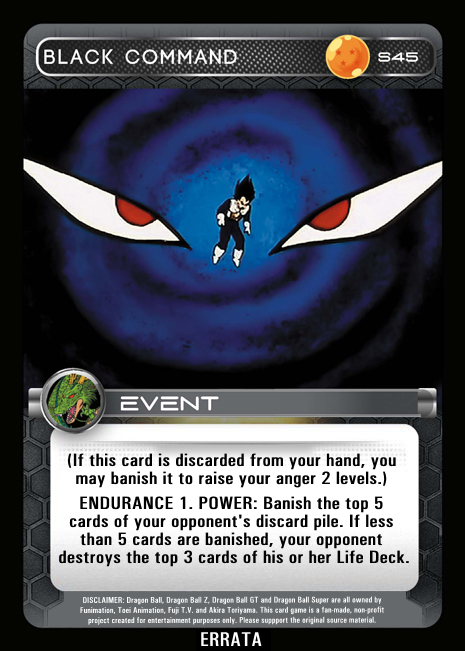 BLACK COMMAND
S45
EVENT
(If this card is discarded from your hand, you
may banish it to raise your anger 2 levels.)
ENDURANCE 1. POWER: Banish the top 5
cards of your opponent's discard pile. If less
than 5 cards are banished, your opponent
destroys the top 3 cards of his or her Life Deck.
DISCLAIMER: Dragon Ball, Dragon Ball Z, Dragon Ball GT and Dragon Ball Super are all owned by
Funimation, Toei Animation, Fuji T.V. and Akira Toriyama. This card game is a fan-made, non-profit
project created for entertainment purposes only. Please suppport the original source material.
ERRATA